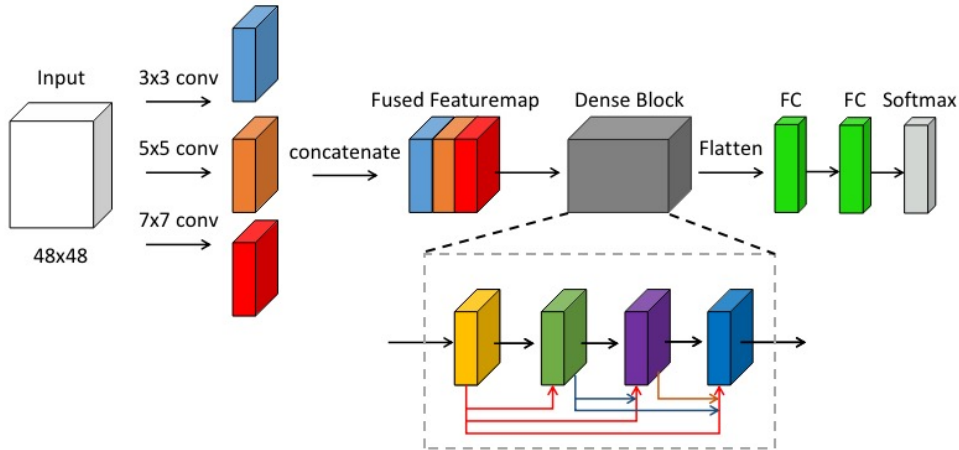 Input
48x48
3x3 conv
5x5 conv
7x7 conv
concatenate
Fused Featuremap
Dense Block
Flatten
FC
FC
Softmax